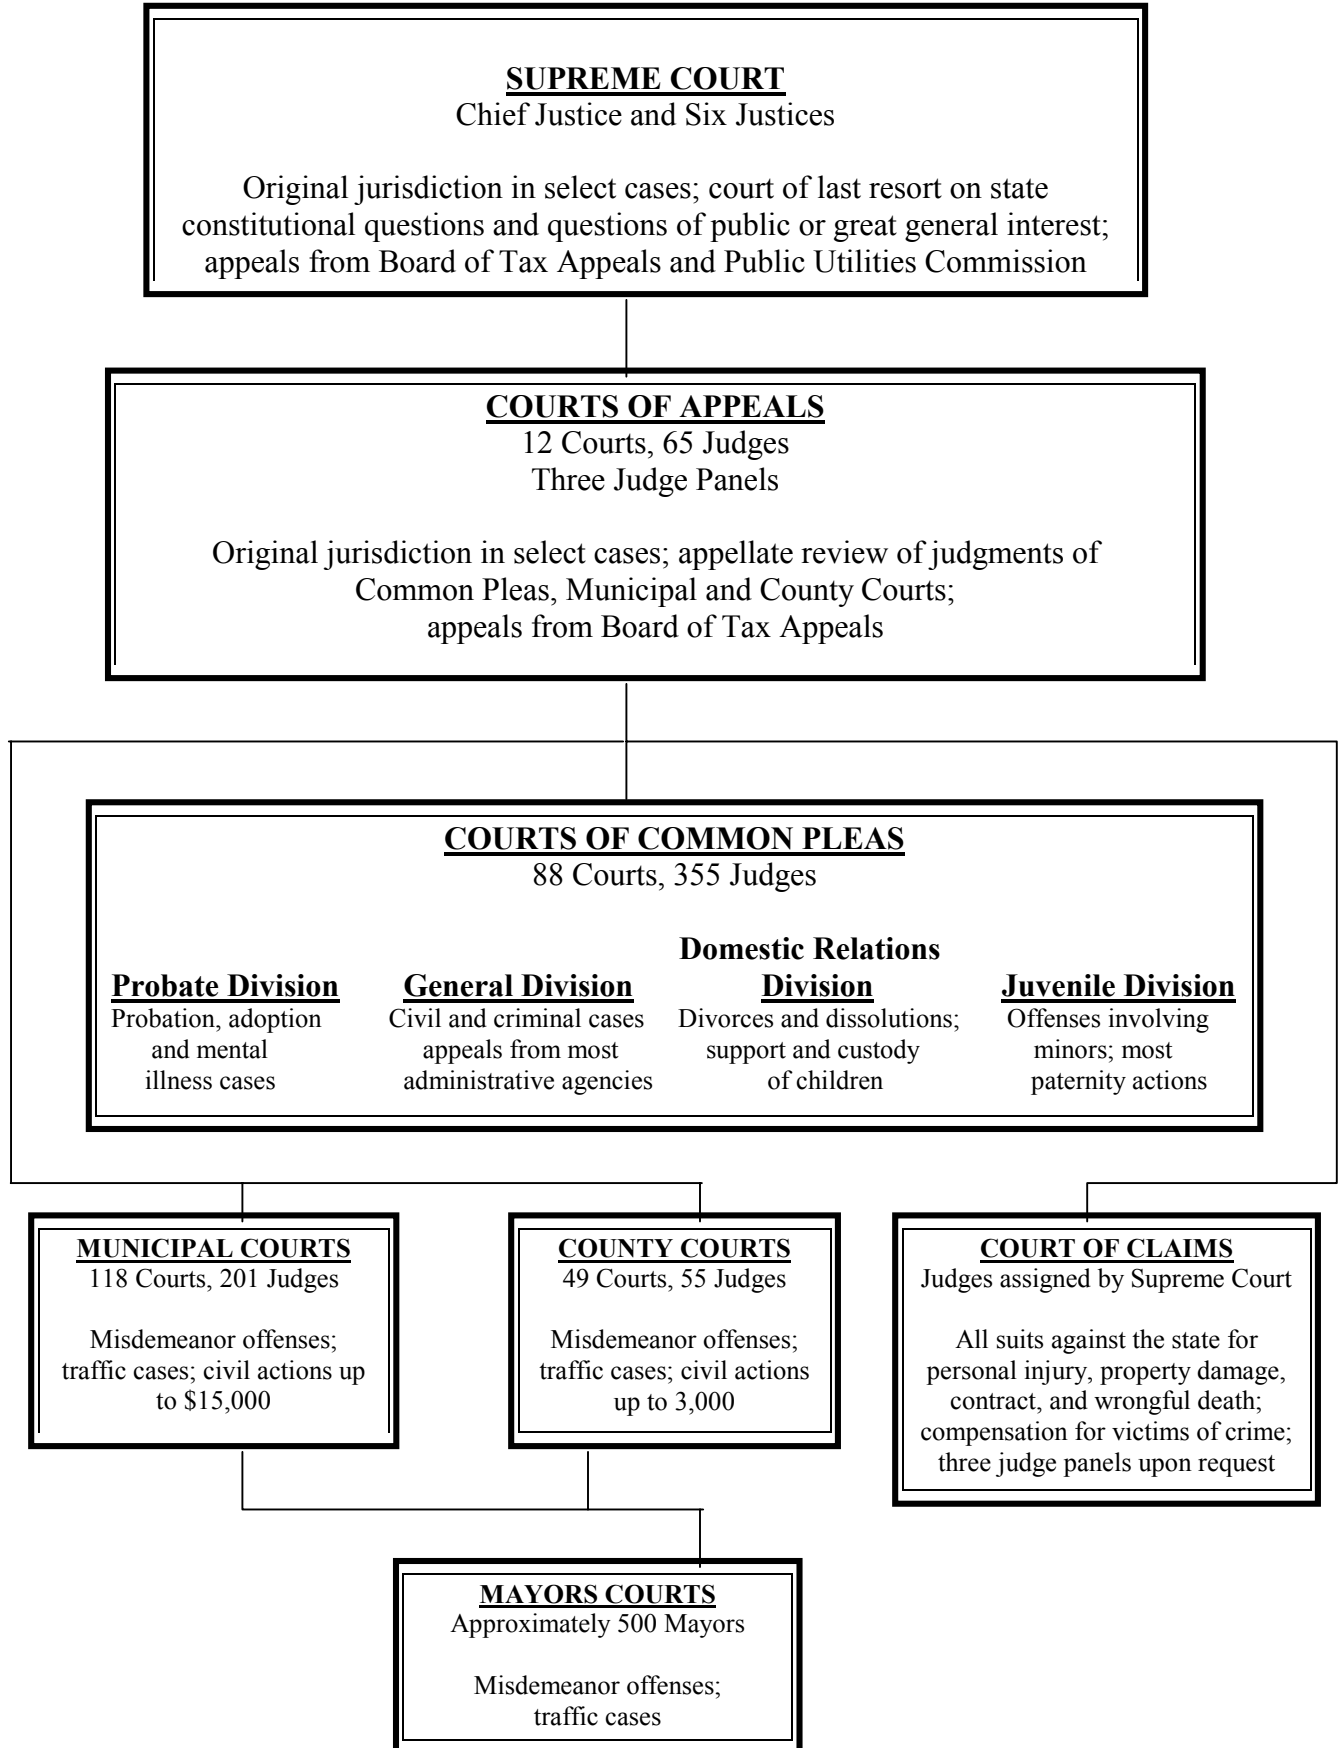 SUPREME COURT
Chief Justice and Six Justices
Original jurisdiction in select cases; court of last resort on state
constitutional questions and questions of public or great general interest;
appeals from Board of Tax Appeals and Public Utilities Commission
COURTS OF APPEALS
12 Courts, 65 Judges
Three Judge Panels
Original jurisdiction in select cases; appellate review of judgments of
Common Pleas, Municipal and County Courts;
appeals from Board of Tax Appeals
COURTS OF COMMON PLEAS
88 Courts, 355 Judges
Probate Division
Probation, adoption
and mental
illness cases
General Division
Civil and criminal cases
appeals from most
administrative agencies
Domestic Relations
Division
Divorces and dissolutions;
support and custody
of children
Juvenile Division
Offenses involving
minors; most
paternity actions
MUNICIPAL COURTS
118 Courts, 201 Judges
Misdemeanor offenses;
traffic cases; civil actions up
to $15,000
COUNTY COURTS
49 Courts, 55 Judges
Misdemeanor offenses;
traffic cases; civil actions
up to 3,000
COURT OF CLAIMS
Judges assigned by Supreme Court
All suits against the state for
personal injury, property damage,
contract, and wrongful death;
compensation for victims of crime;
three judge panels upon request
MAYORS COURTS
Approximately 500 Mayors
Misdemeanor offenses;
traffic cases